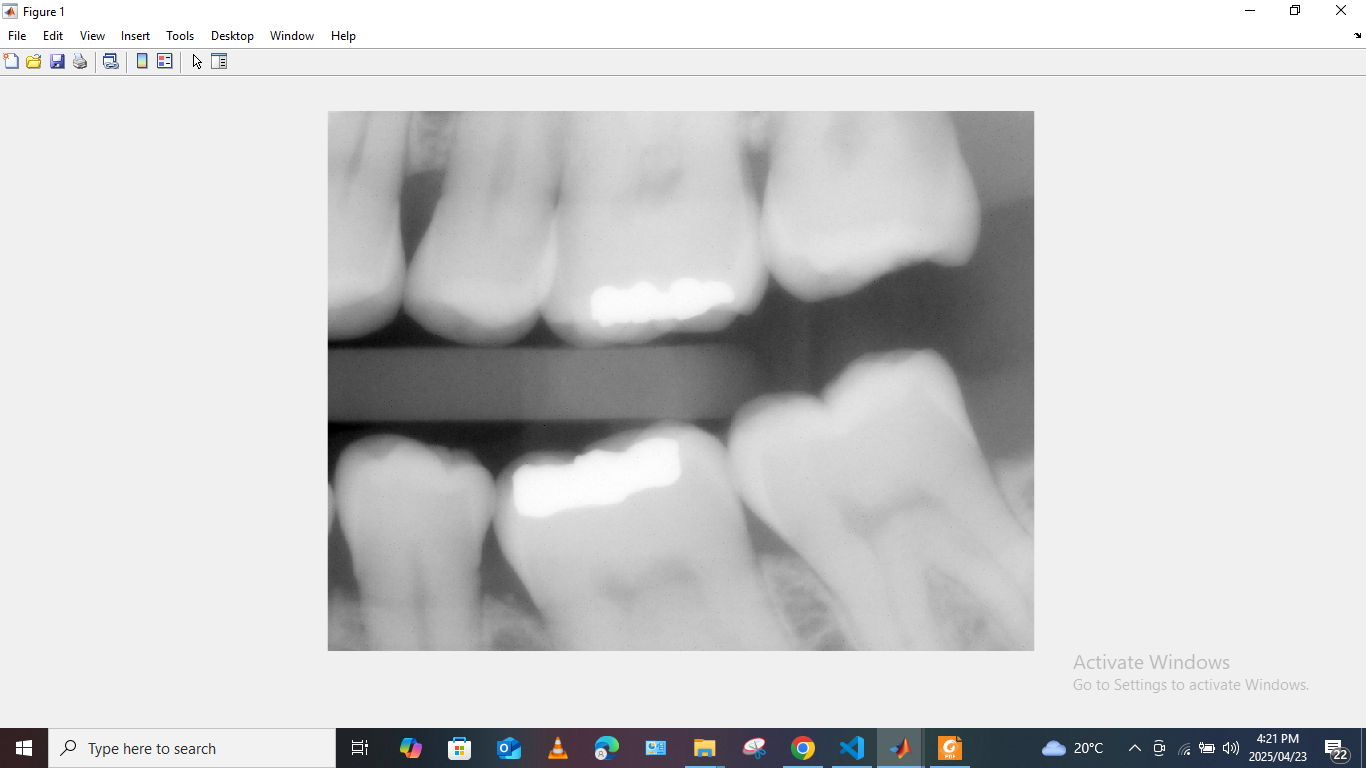 Figure 1
File Edit View Insert Tools Desktop Window Help
Activate Windows
Go to Settings to activate Windows.
Type here to search
20°C
4:21 PM
2025/04/23
22